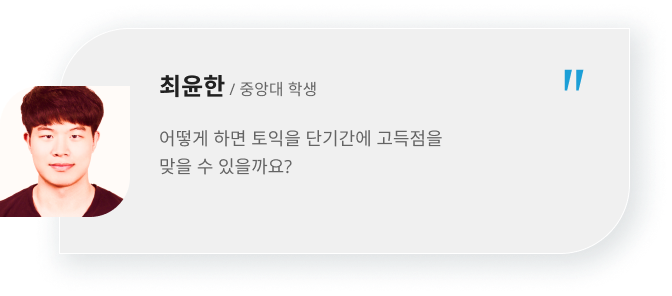 최윤한 / 중앙대 학생
"
어떻게 하면 토익을 단기간에 고득점을
맞을 수 있을까요?